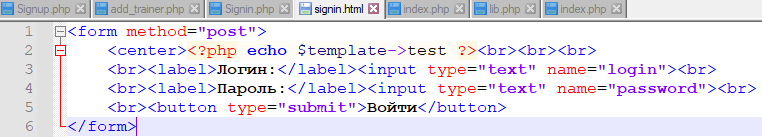 Signup.php add_trainer.php Signin.php signin.html index.php lib.php index.php
1 <form method="post">
2 <center><?php echo $template->test ?><br><br><br>
3 <br><label>Логин:</label><input type="text" name="login"><br>
4 <br><label>Пароль:</label><input type="text" name="password"><br>
5 <br><button type="submit">Войти</button>
6 </form>